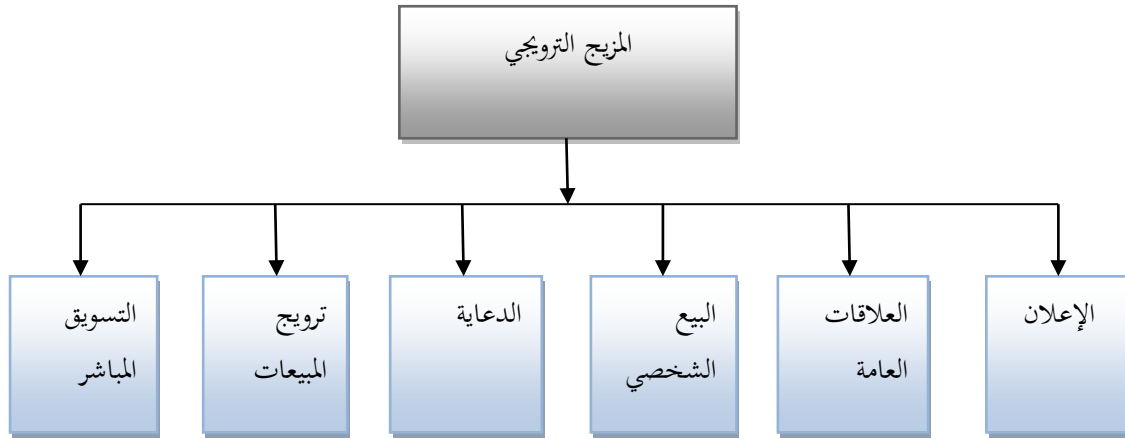 المزيج الترويجي
الإعلان
العلاقات
العامة
البيع
الشخصي
الدعاية
ترويج
المبيعات
التسويق
المباشر